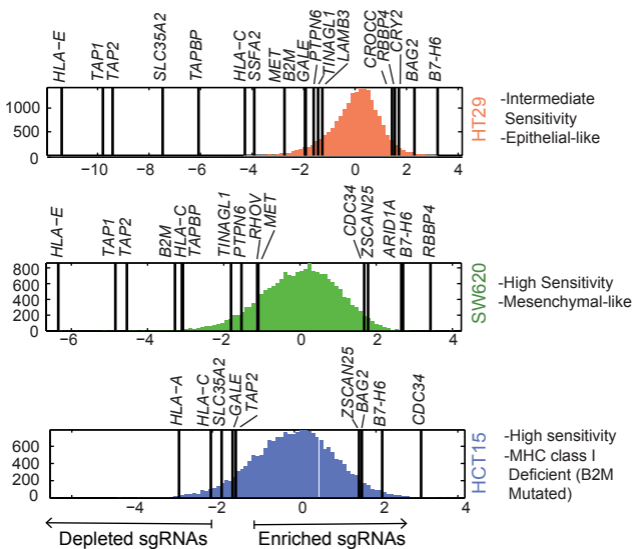 HLA-E
TAP1
TAP2
SLC35A2
TAPBP
HLA-C
SSFA2
MET
B2M
GALE
PTPN6
TINAGL1
LAMB3
CROCC
RBBP4
CRY2
BAG2
B7-H6
1000
500
0
−10
−8
−6
−4
−2
0
2
4
HT29
-Intermediate
Sensitivity
-Epithelial-like
HLA-E
TAP1
TAP2
B2M
HLA-C
TAPBP
TINAGL1
PTPN6
RHOV
MET
CDC34
ZSCAN25
ARID1A
B7-H6
RBBP4
800
600
400
200
0
−6
−4
−2
0
2
4
SW620
-High Sensitivity
-Mesenchymal-like
HLA-A
HLA-C
SLC35A2
GALE
TAP2
ZSCAN25
BAG2
B7-H6
CDC34
600
400
200
0
−4
−2
0
2
4
HCT15
-High sensitivity
-MHC class I
Deficient (B2M
Mutated)
Depleted sgRNAs
Enriched sgRNAs